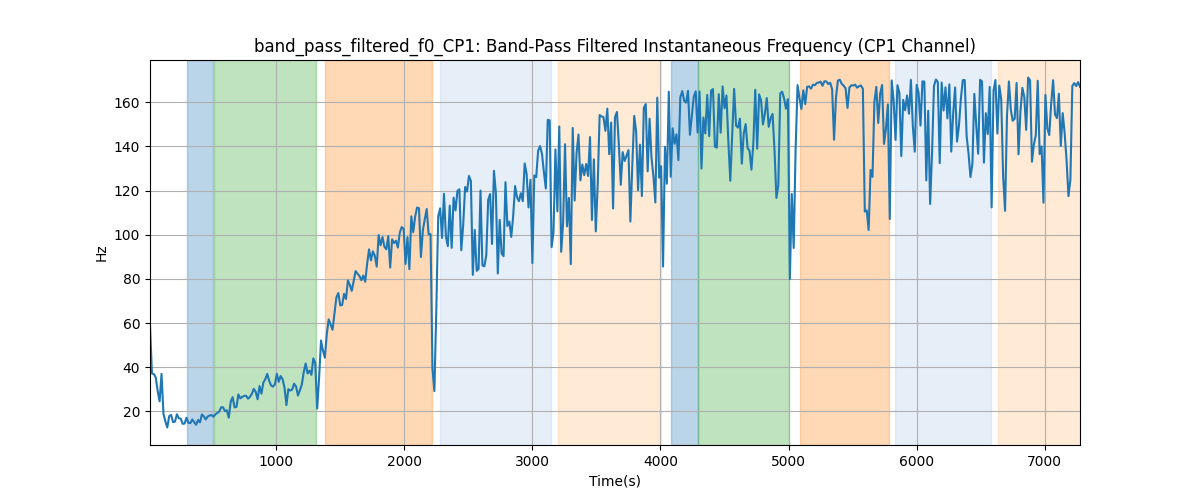 band_pass_filtered_f0_CP1: Band-Pass Filtered Instantaneous Frequency (CP1 Channel)
160
140
120
100
80
60
40
20
Hz
1000 2000 3000 4000 5000 6000 7000
Time(s)